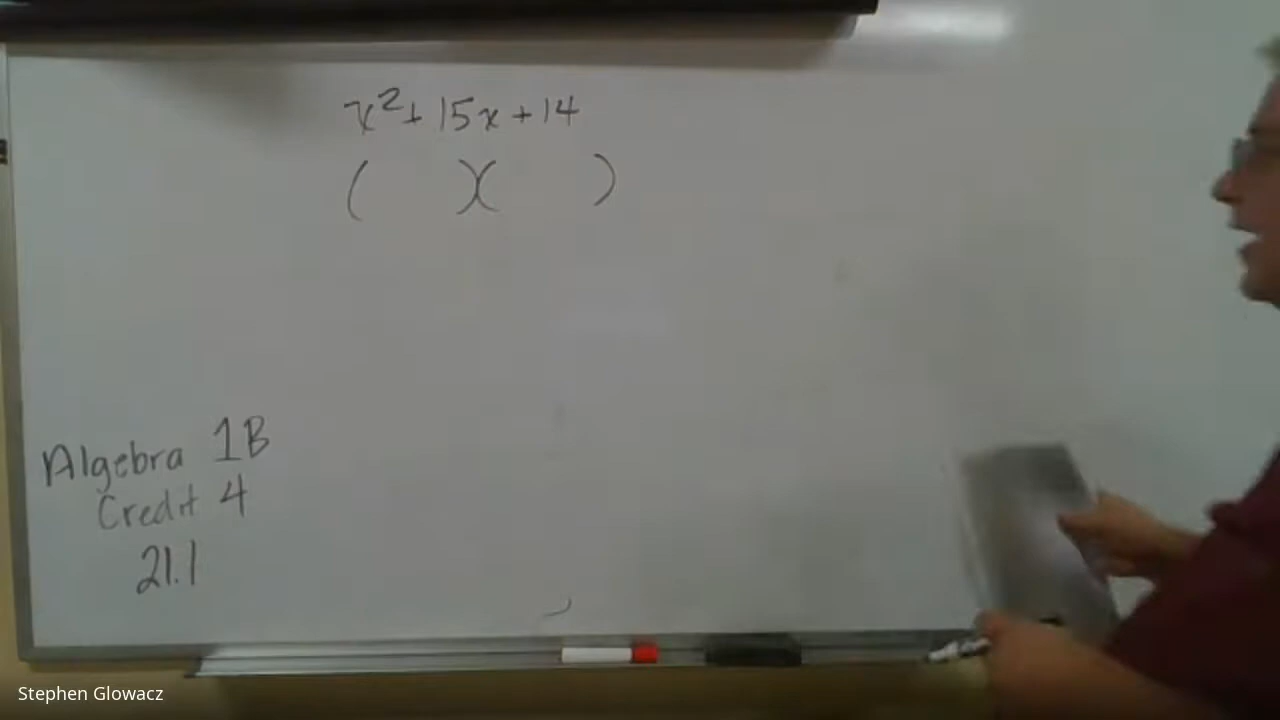 x²+ 15x + 14
(      )(      )
Algebra 1B
Credit 4
21.1
Stephen Glowacz